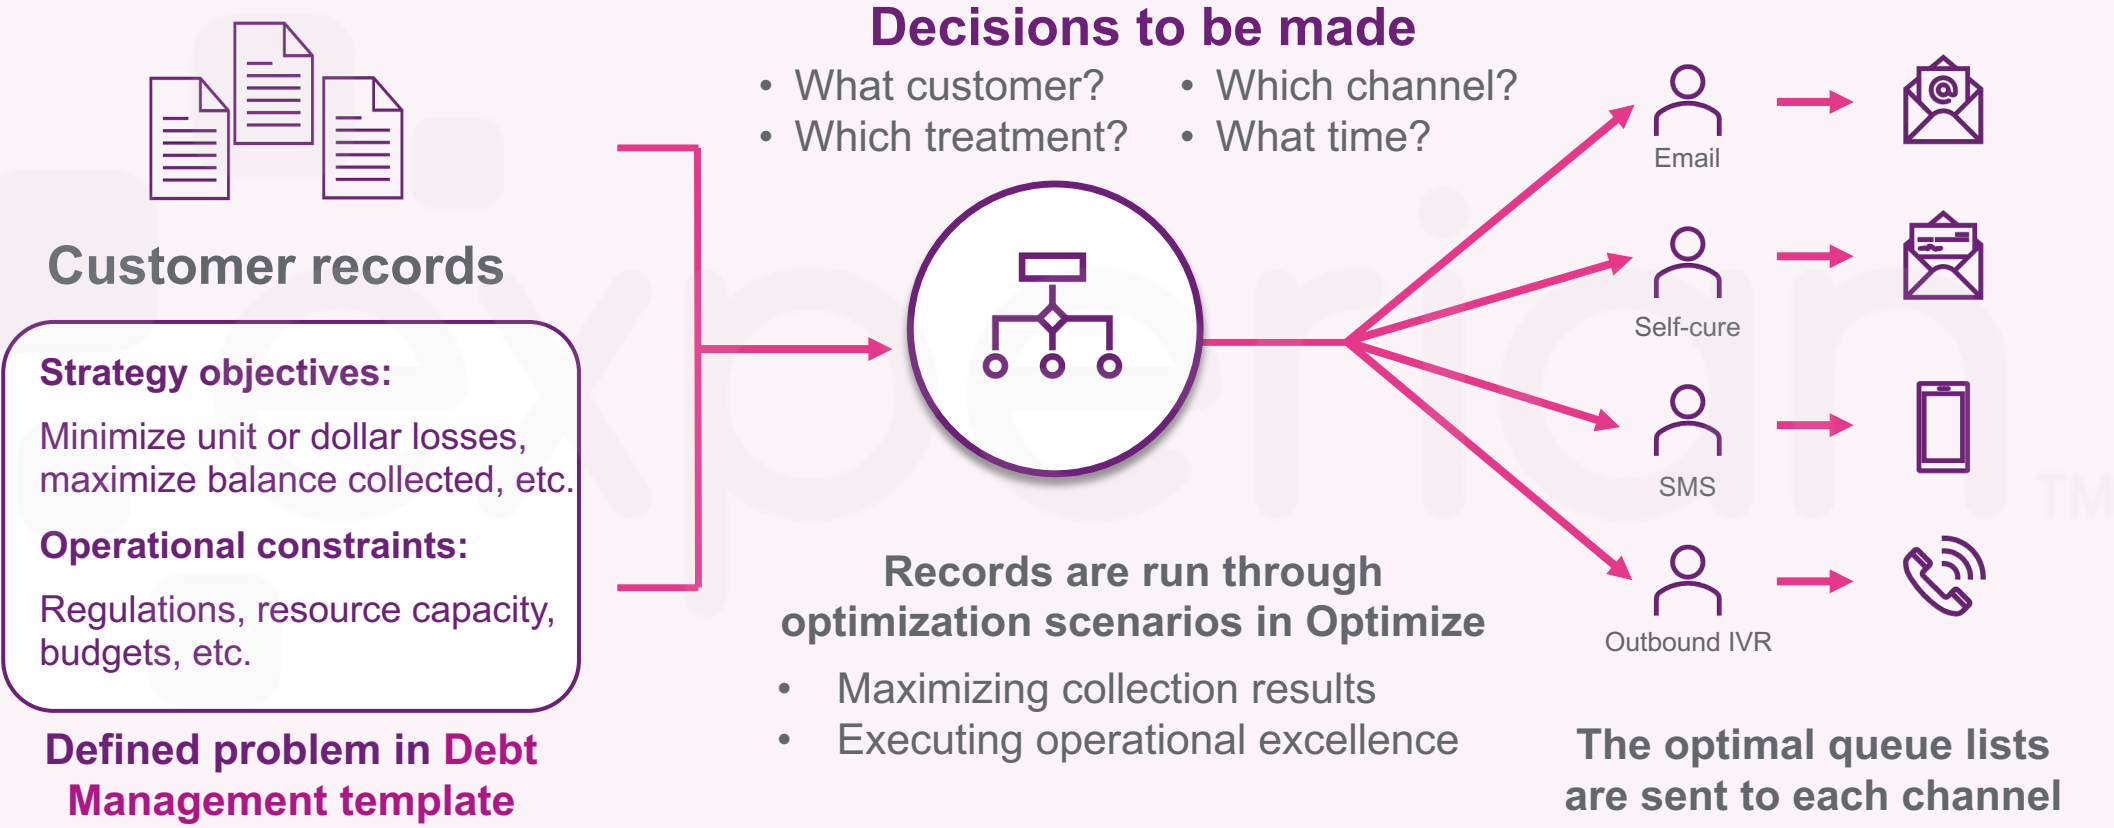 Customer records
Strategy objectives:
Minimize unit or dollar losses,
maximize balance collected, etc.
Operational constraints:
Regulations, resource capacity,
budgets, etc.
Defined problem in Debt
Management template
Decisions to be made
• What customer?
• Which treatment?
• Which channel?
• What time?
Records are run through
optimization scenarios in Optimize
• Maximizing collection results
• Executing operational excellence
Email
@
Self-cure
SMS
Outbound IVR
The optimal queue lists
are sent to each channel
experian TM